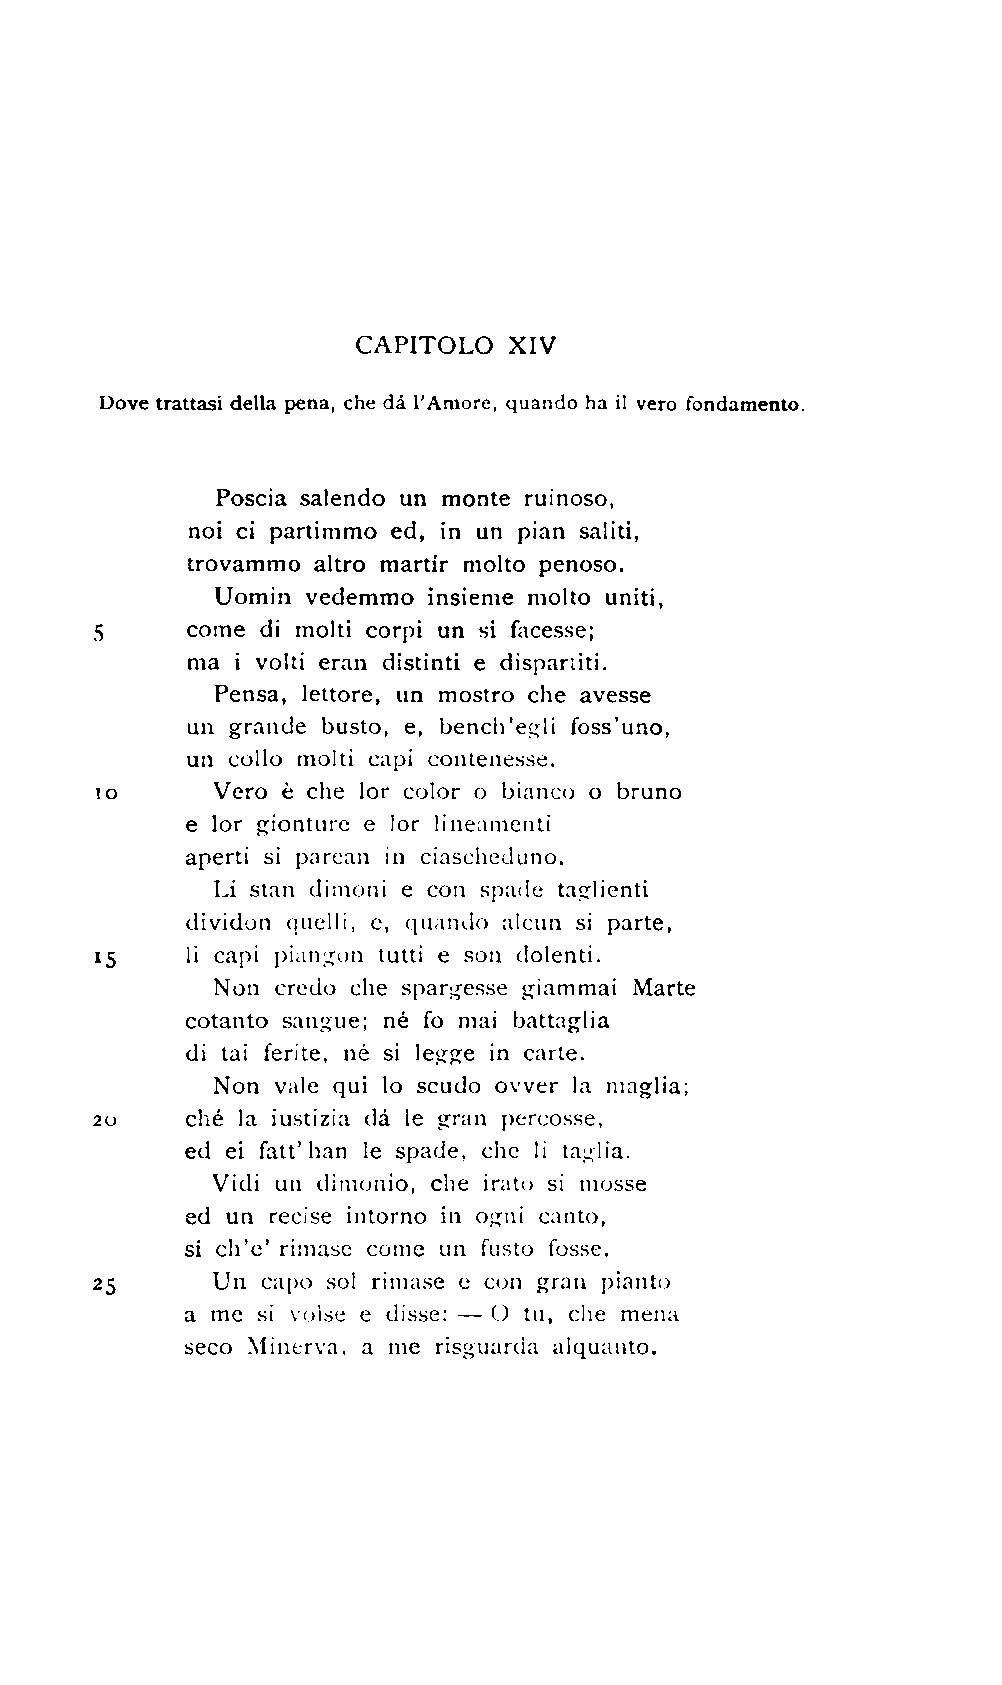 CAPITOLO XIV
Dove trattasi della pena, che dá l'Amore, quando ha il vero fondamento.
Poscia salendo un monte ruinoso,
noi ci partimmo ed, in un pian saliti,
trovammo altro martír molto penoso.
Uomin vedemmo insieme molto uniti,
5 come di molti corpi un si facesse;
ma i volti eran distinti e dispartiti.
Pensa, lettore, un mostro che avesse
un grande busto, e, bench'egli foss'uno,
un collo molti capi contenesse.
10 Vero è che lor color o bianco o bruno
e lor gionture e lor lineamenti
aperti si parean in ciascheduno.
Lí stan dimoni e con spade taglienti
dividon quelli, e, quando alcun si parte,
15 li capi piangon tutti e son dolenti.
Non credo che spargesse giammai Marte
cotanto sangue; né fo mai battaglia
di tai ferite, né si legge in carte.
Non vale qui lo scudo ovver la maglia;
20 ché la iustizia dá le gran percosse,
ed ei fatt'han le spade, che li taglia.
Vidi un dimonio, che irato si mosse
ed un recise intorno in ogni canto,
sí ch'e' rimase come un fusto fosse.
25 Un capo sol rimase e con gran pianto
a me si volse e disse: — O tu, che mena
seco Minerva, a me risguarda alquanto.